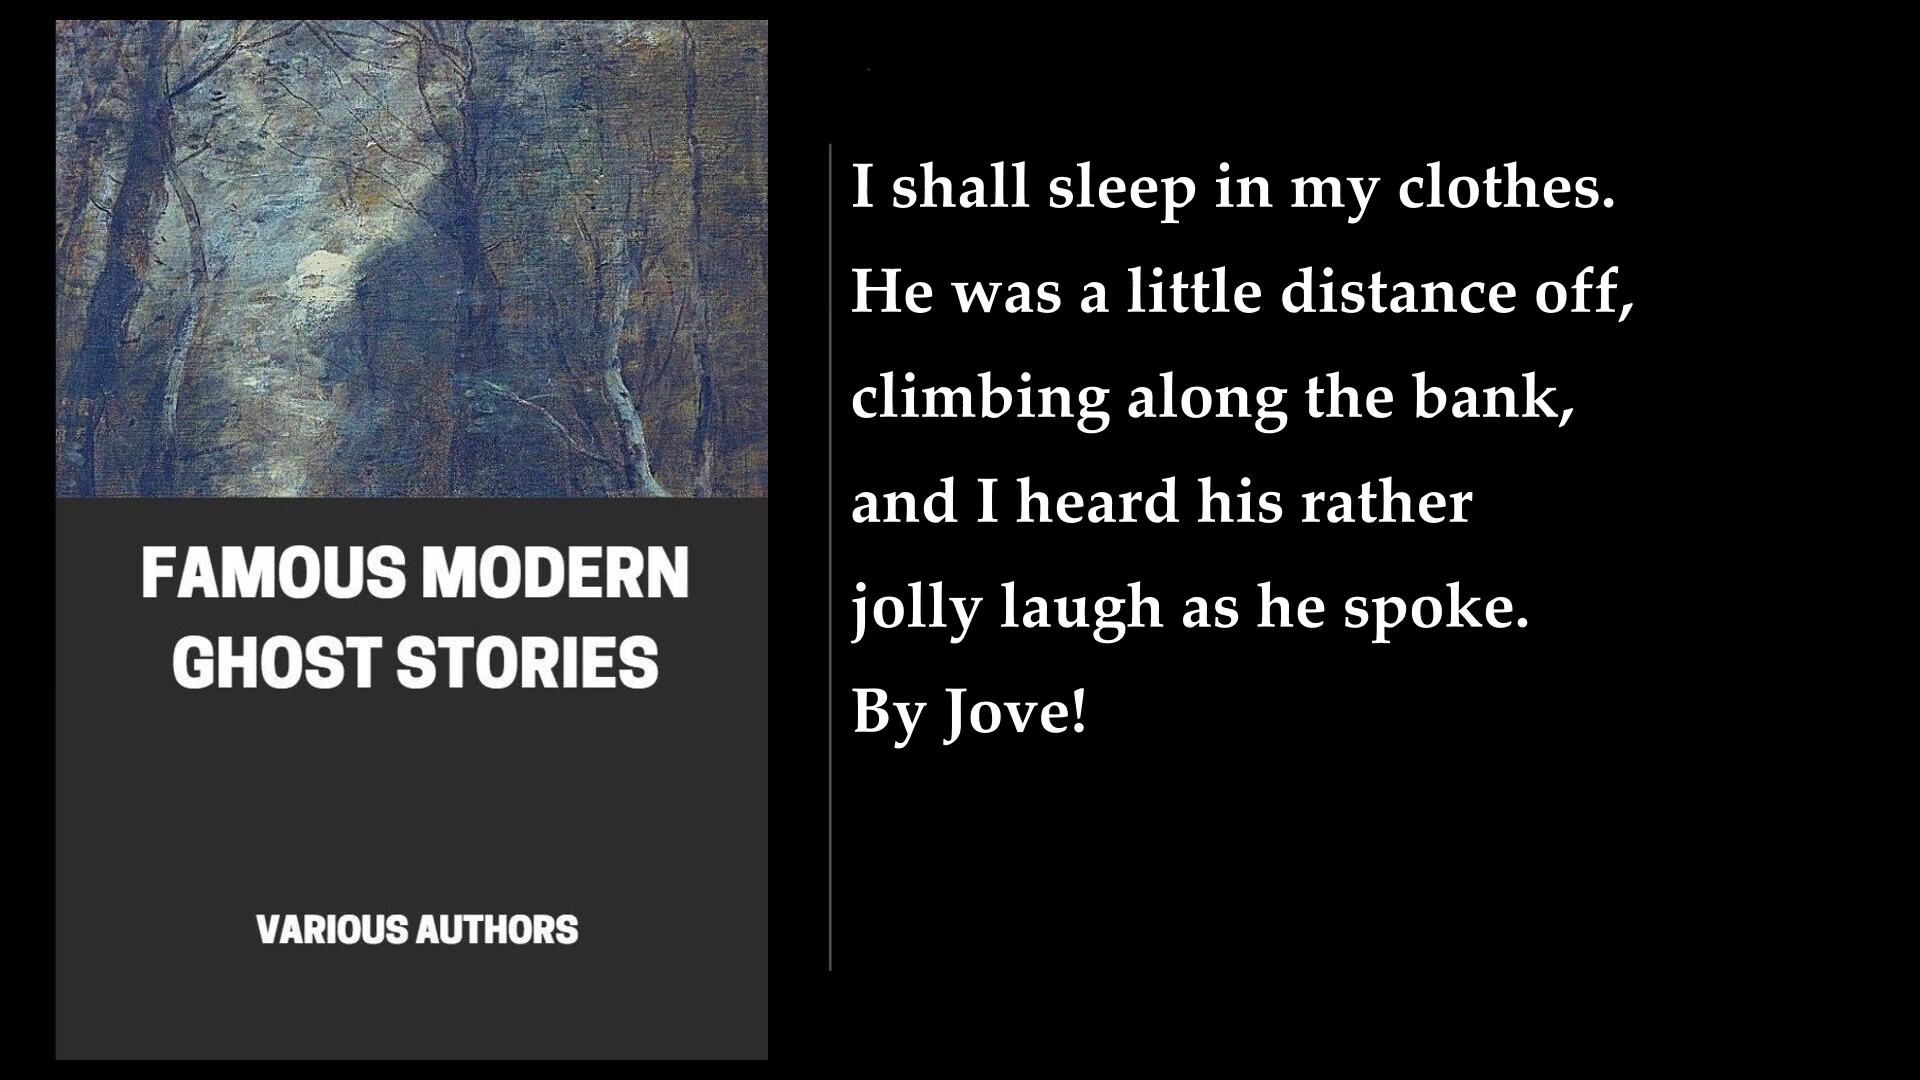 FAMOUS MODERN
GHOST STORIES
VARIOUS AUTHORS
I shall sleep in my clothes.
He was a little distance off,
climbing along the bank,
and I heard his rather
jolly laugh as he spoke.
By Jove!